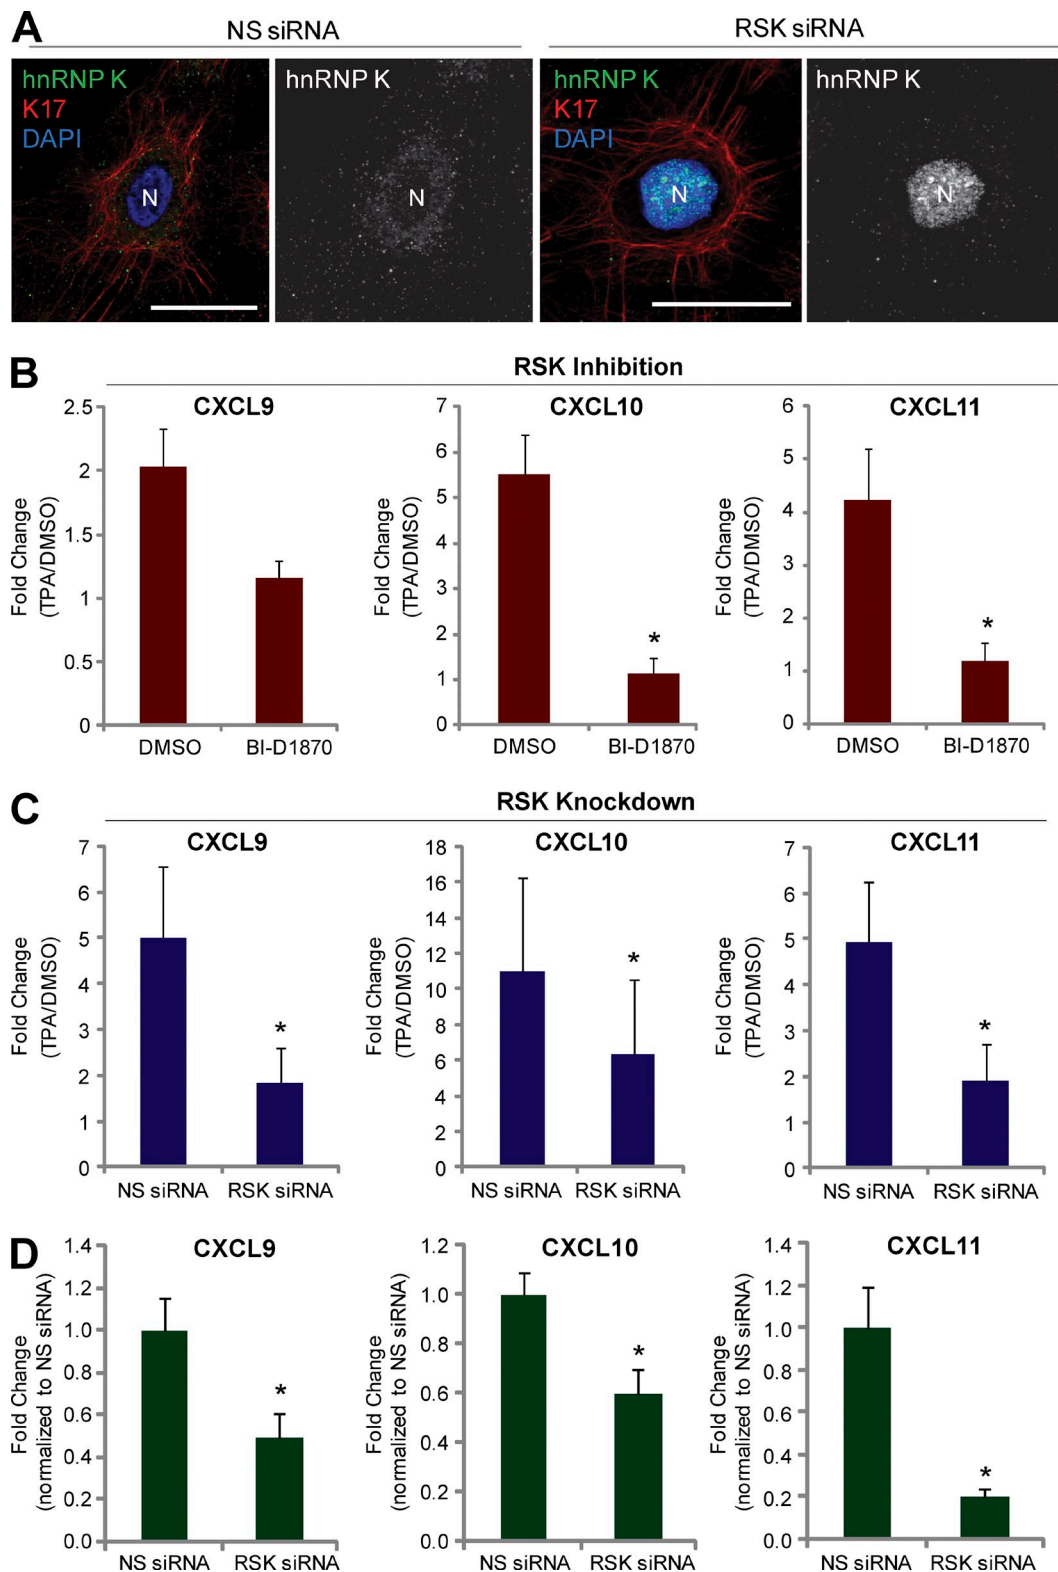 A
NS siRNA
RSK siRNA
hnRNP K
K17
DAPI
N
hnRNP K
N
hnRNP K
K17
DAPI
N
hnRNP K
N
B
RSK Inhibition
CXCL9
Fold Change
(TPA/DMSO)
2.5
2
1.5
1
0.5
0
DMSO BI-D1870
CXCL10
Fold Change
(TPA/DMSO)
7
6
5
4
3
2
1
0
*
DMSO BI-D1870
CXCL11
Fold Change
(TPA/DMSO)
6
5
4
3
2
1
0
*
DMSO BI-D1870
C
RSK Knockdown
CXCL9
Fold Change
(TPA/DMSO)
7
6
5
4
3
2
1
0
*
NS siRNA RSK siRNA
CXCL10
Fold Change
(TPA/DMSO)
18
16
14
12
10
8
6
4
2
0
*
NS siRNA RSK siRNA
CXCL11
Fold Change
(TPA/DMSO)
7
6
5
4
3
2
1
0
*
NS siRNA RSK siRNA
D
CXCL9
Fold Change
(normalized to NS siRNA)
1.4
1.2
1.0
0.8
0.6
0.4
0.2
0.0
*
NS siRNA RSK siRNA
CXCL10
Fold Change
(normalized to NS siRNA)
1.2
1.0
0.8
0.6
0.4
0.2
0.0
*
NS siRNA RSK siRNA
CXCL11
Fold Change
(normalized to NS siRNA)
1.4
1.2
1.0
0.8
0.6
0.4
0.2
0.0
*
NS siRNA RSK siRNA